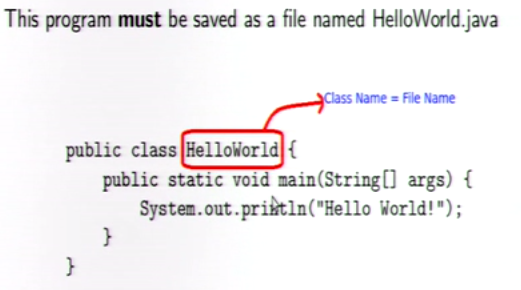 This program must be saved as a file named HelloWorld.java
Class Name = File Name
public class HelloWorld {
public static void main(String[] args) {
System.out.println("Hello World!");
}
}